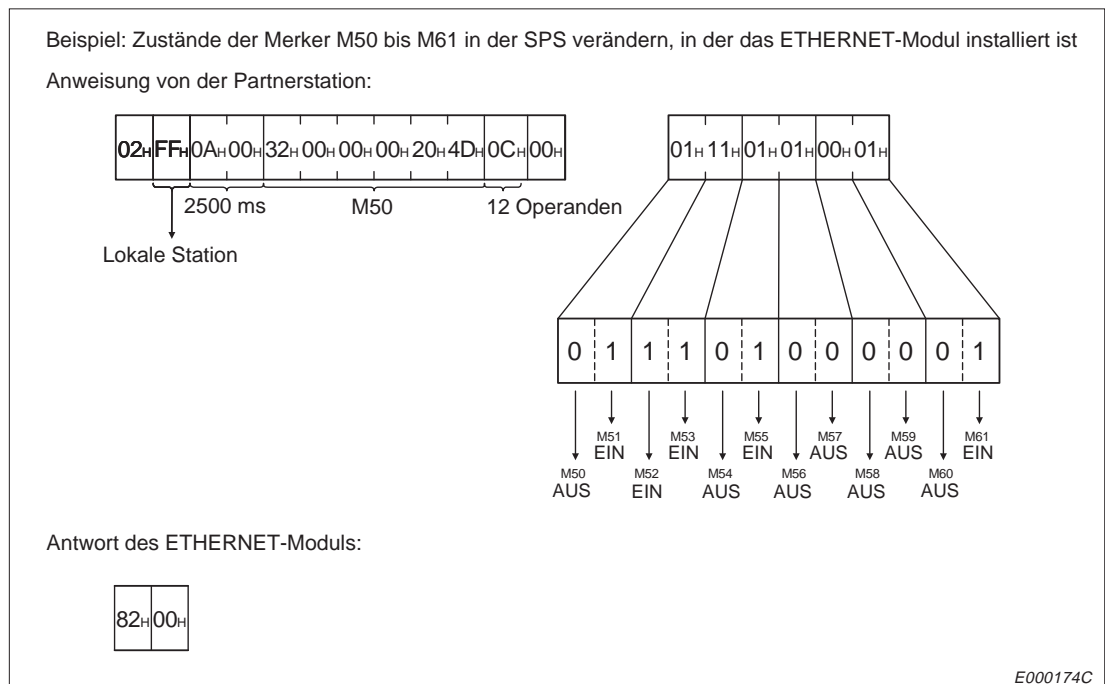 Beispiel: Zustände der Merker M50 bis M61 in der SPS verändern, in der das ETHERNET-Modul installiert ist
Anweisung von der Partnerstation:
02H FFH 0AH 00H 32H 00H 00H 00H 20H 4DH 0CH 00H 01H 11H 01H 01H 00H 01H
2500 ms M50 12 Operanden
Lokale Station
0 1 1 1 0 1 0 0 0 0 0 1
M51 M53 M55 M57 M59 M61
EIN EIN EIN AUS AUS EIN
M50 M52 M54 M56 M58 M60
AUS EIN AUS AUS AUS AUS
Antwort des ETHERNET-Moduls:
82H 00H
E000174C